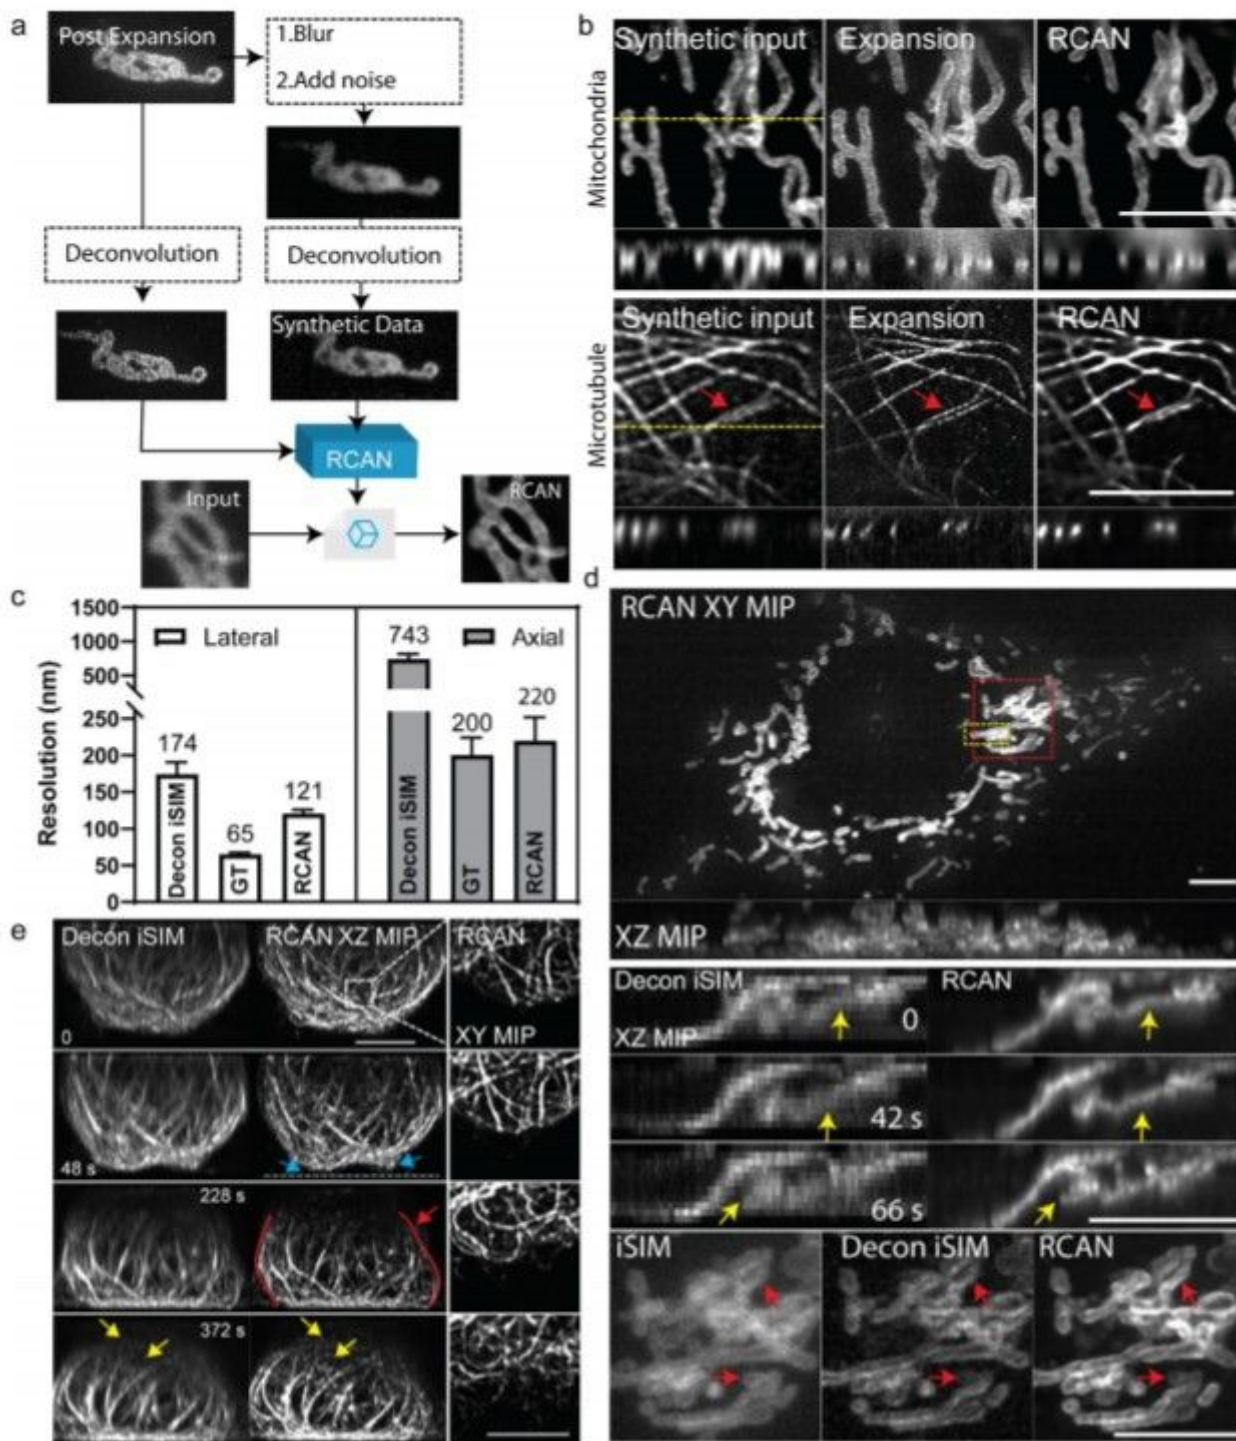 a
Post Expansion
1.Blur
2.Add noise
Deconvolution
Deconvolution
Synthetic Data
RCAN
Input
RCAN
b
Mitochondria
Synthetic input
Expansion
RCAN
Microtubule
Synthetic input
Expansion
RCAN
c
Resolution (nm)
1500
1000
500
250
200
150
100
50
0
Lateral
174
65
121
Decon iSIM
GT
RCAN
Axial
743
200
220
Decon iSIM
GT
RCAN
d
RCAN XY MIP
XZ MIP
Decon iSIM
RCAN
0
XZ MIP
42 s
66 s
iSIM
Decon iSIM
RCAN
e
Decon iSIM
RCAN XZ MIP
RCAN
0
XY MIP
48 s
228 s
372 s